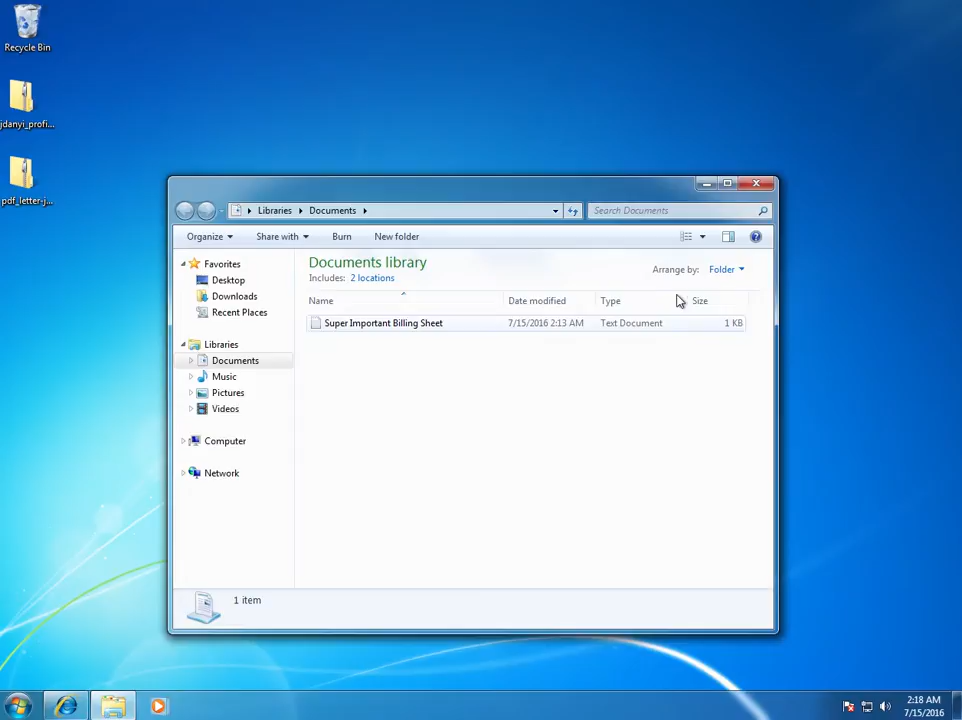 Recycle Bin
jdanyi_profi...
pdf_letter-j...
Libraries Documents
Search Documents
Organize Share with Burn New folder
Favorites
Desktop
Downloads
Recent Places
Libraries
Documents
Music
Pictures
Videos
Computer
Network
Documents library
Includes: 2 locations
Arrange by: Folder
Name Date modified Type Size
Super Important Billing Sheet 7/15/2016 2:13 AM Text Document 1 KB
1 item
2:18 AM
7/15/2016